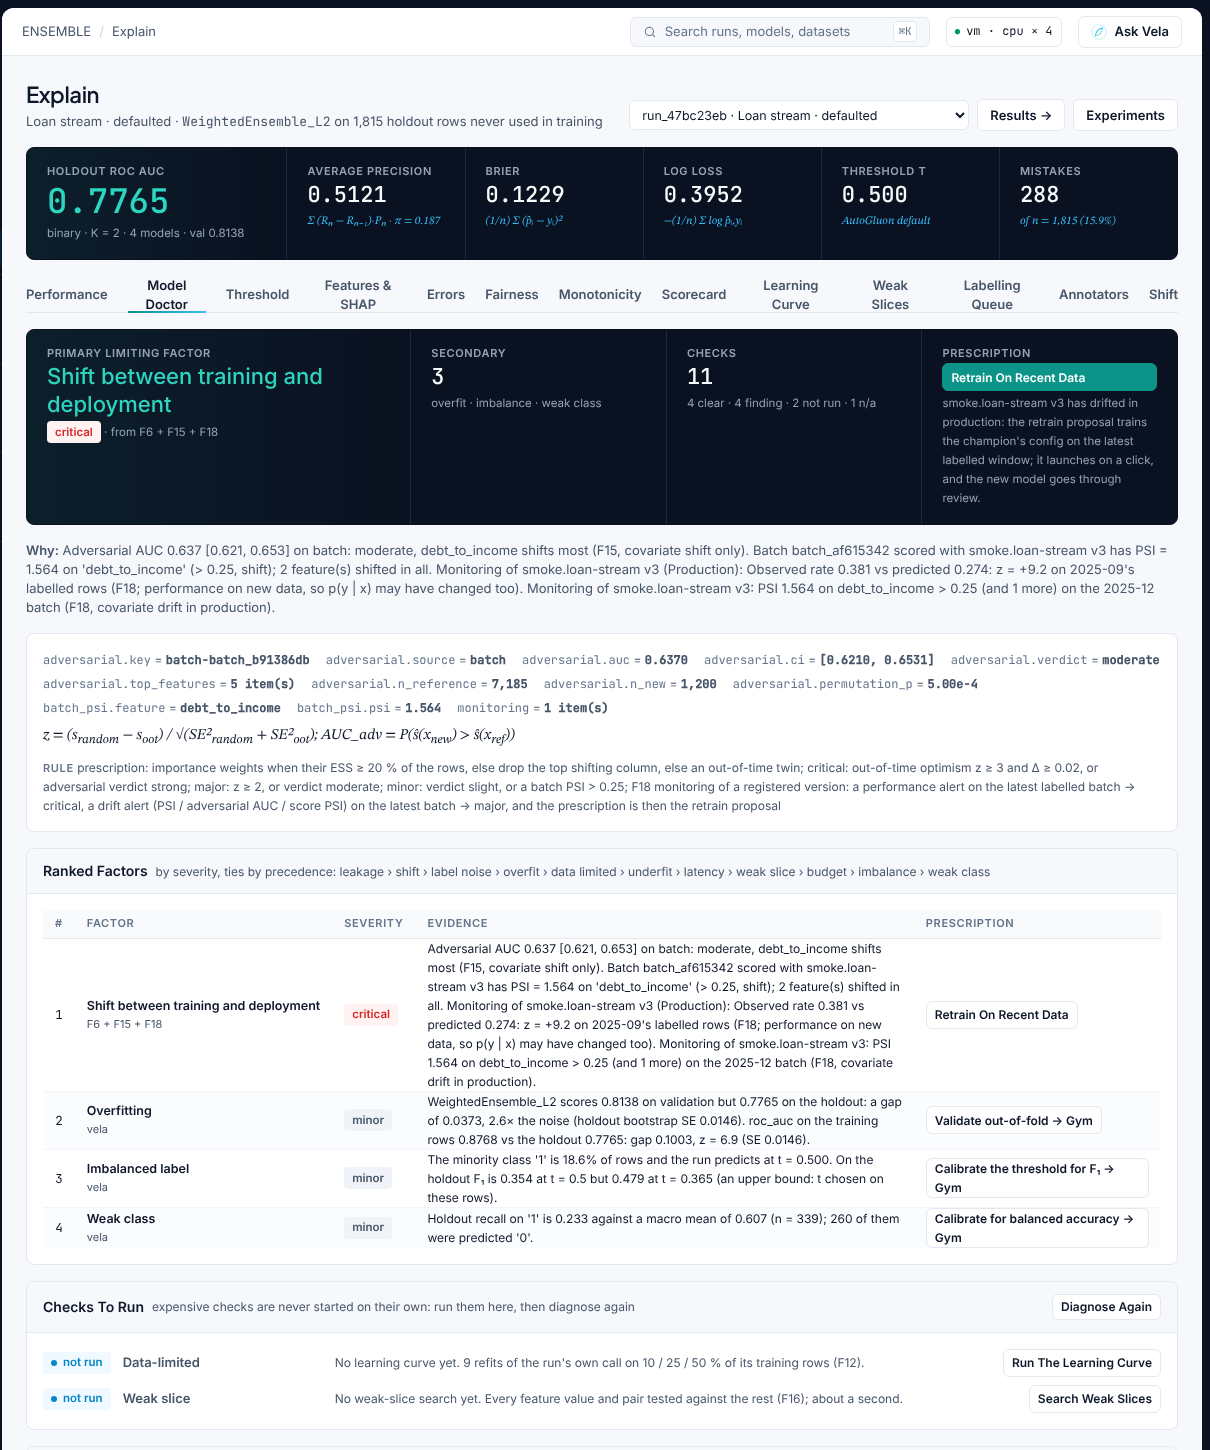 ENSEMBLE / Explain
Search runs, models, datasets ⌘K
vm · cpu × 4
Ask Vela
Explain
Loan stream · defaulted · WeightedEnsemble_L2 on 1,815 holdout rows never used in training
run_47bc23eb · Loan stream · defaulted
Results →
Experiments
HOLDOUT ROC AUC
0.7765
binary · K = 2 · 4 models · val 0.8138
AVERAGE PRECISION
0.5121
Σ (Rₙ − Rₙ₋₁)·Pₙ · π = 0.187
BRIER
0.1229
(1/n) Σ (p̂ᵢ − yᵢ)²
LOG LOSS
0.3952
−(1/n) Σ log p̂ᵢ,yᵢ
THRESHOLD T
0.500
AutoGluon default
MISTAKES
288
of n = 1,815 (15.9%)
Performance
Model Doctor
Threshold
Features & SHAP
Errors
Fairness
Monotonicity
Scorecard
Learning Curve
Weak Slices
Labelling Queue
Annotators
Shift
PRIMARY LIMITING FACTOR
Shift between training and
deployment
critical · from F6 + F15 + F18
SECONDARY
3
overfit · imbalance · weak class
CHECKS
11
4 clear · 4 finding · 2 not run · 1 n/a
PRESCRIPTION
Retrain On Recent Data
smoke.loan-stream v3 has drifted in
production: the retrain proposal trains
the champion's config on the latest
labelled window; it launches on a click,
and the new model goes through
review.
Why: Adversarial AUC 0.637 [0.621, 0.653] on batch: moderate, debt_to_income shifts most (F15, covariate shift only). Batch batch_af615342 scored with smoke.loan-stream v3 has PSI =
1.564 on 'debt_to_income' (> 0.25, shift); 2 feature(s) shifted in all. Monitoring of smoke.loan-stream v3 (Production): Observed rate 0.381 vs predicted 0.274: z = +9.2 on 2025-09's
labelled rows (F18; performance on new data, so p(y | x) may have changed too). Monitoring of smoke.loan-stream v3: PSI 1.564 on debt_to_income > 0.25 (and 1 more) on the 2025-12
batch (F18, covariate drift in production).
adversarial.key = batch-batch_b91386db adversarial.source = batch adversarial.auc = 0.6370 adversarial.ci = [0.6210, 0.6531] adversarial.verdict = moderate
adversarial.top_features = 5 item(s) adversarial.n_reference = 7,185 adversarial.n_new = 1,200 adversarial.permutation_p = 5.00e-4
batch_psi.feature = debt_to_income batch_psi.psi = 1.564 monitoring = 1 item(s)
z = (s_random − s_oot) / √(SE²_random + SE²_oot); AUC_adv = P(ŝ(x_new) > ŝ(x_ref))
RULE prescription: importance weights when their ESS ≥ 20 % of the rows, else drop the top shifting column, else an out-of-time twin; critical: out-of-time optimism z ≥ 3 and Δ ≥ 0.02, or
adversarial verdict strong; major: z ≥ 2, or verdict moderate; minor: verdict slight, or a batch PSI > 0.25; F18 monitoring of a registered version: a performance alert on the latest labelled batch →
critical, a drift alert (PSI / adversarial AUC / score PSI) on the latest batch → major, and the prescription is then the retrain proposal
Ranked Factors by severity, ties by precedence: leakage › shift › label noise › overfit › data limited › underfit › latency › weak slice › budget › imbalance › weak class
# FACTOR SEVERITY EVIDENCE PRESCRIPTION
1
Shift between training and deployment
F6 + F15 + F18
critical
Adversarial AUC 0.637 [0.621, 0.653] on batch: moderate, debt_to_income shifts
most (F15, covariate shift only). Batch batch_af615342 scored with smoke.loan-
stream v3 has PSI = 1.564 on 'debt_to_income' (> 0.25, shift); 2 feature(s) shifted in
all. Monitoring of smoke.loan-stream v3 (Production): Observed rate 0.381 vs
predicted 0.274: z = +9.2 on 2025-09's labelled rows (F18; performance on new
data, so p(y | x) may have changed too). Monitoring of smoke.loan-stream v3: PSI
1.564 on debt_to_income > 0.25 (and 1 more) on the 2025-12 batch (F18, covariate
drift in production).
Retrain On Recent Data
2
Overfitting
vela
minor
WeightedEnsemble_L2 scores 0.8138 on validation but 0.7765 on the holdout: a gap
of 0.0373, 2.6× the noise (holdout bootstrap SE 0.0146). roc_auc on the training
rows 0.8768 vs the holdout 0.7765: gap 0.1003, z = 6.9 (SE 0.0146).
Validate out-of-fold → Gym
3
Imbalanced label
vela
minor
The minority class '1' is 18.6% of rows and the run predicts at t = 0.500. On the
holdout F₁ is 0.354 at t = 0.5 but 0.479 at t = 0.365 (an upper bound: t chosen on
these rows).
Calibrate the threshold for F₁ →
Gym
4
Weak class
vela
minor
Holdout recall on '1' is 0.233 against a macro mean of 0.607 (n = 339); 260 of them
were predicted '0'.
Calibrate for balanced accuracy →
Gym
Checks To Run expensive checks are never started on their own: run them here, then diagnose again
Diagnose Again
not run Data-limited No learning curve yet. 9 refits of the run's own call on 10 / 25 / 50 % of its training rows (F12). Run The Learning Curve
not run Weak slice No weak-slice search yet. Every feature value and pair tested against the rest (F16); about a second. Search Weak Slices